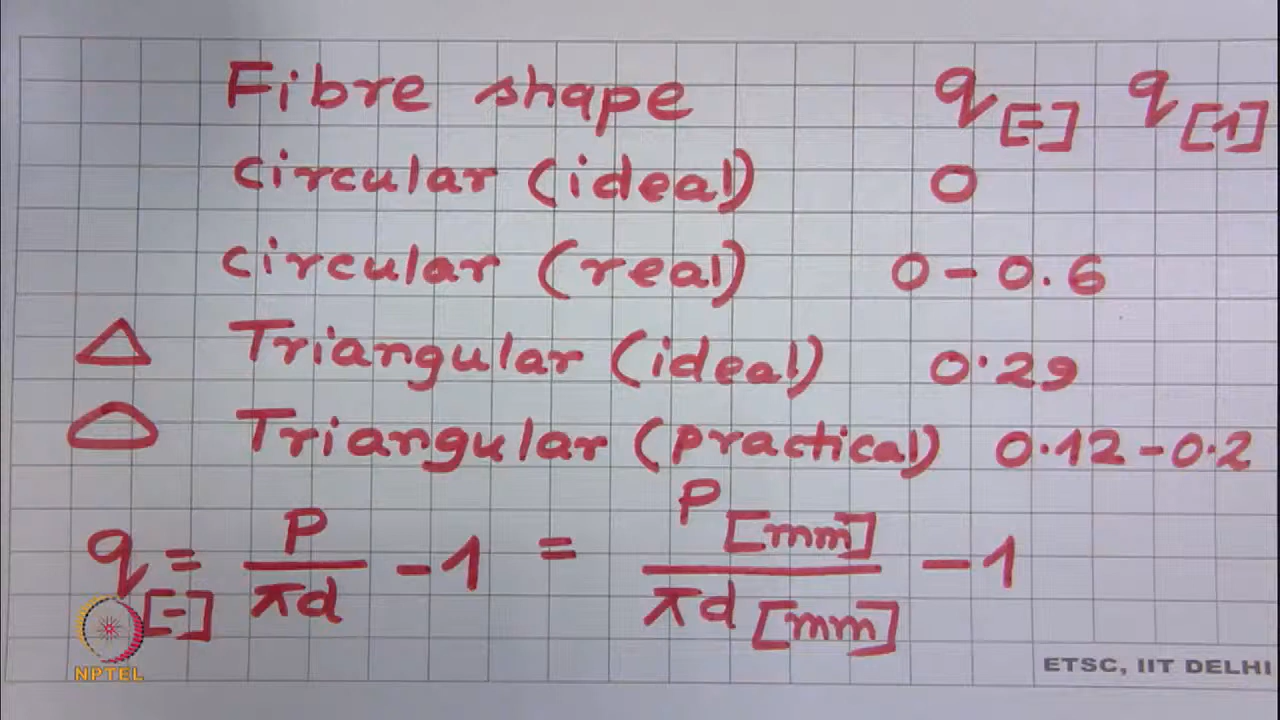 Fibre shape q[-] q[1]
circular (ideal) 0
circular (real) 0 - 0.6
Triangular (ideal) 0.29
Triangular (practical) 0.12 - 0.2
q[-] = P/πd - 1 = P[mm]/πd[mm] - 1
NPTEL
ETSC, IIT DELHI